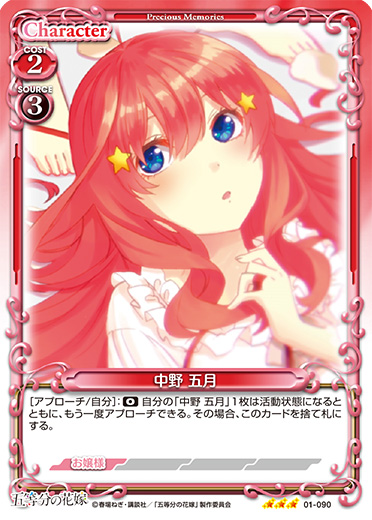 Precious Memories
Character
COST
2
SOURCE
3
中野 五月
[アプローチ/自分]:0 自分の「中野 五月」1枚は活動状態になると
ともに、もう一度アプローチできる。その場合、このカードを捨て札に
する。
お嬢様
五等分の花嫁
©春場ねぎ・講談社/「五等分の花嫁」製作委員会
01-090